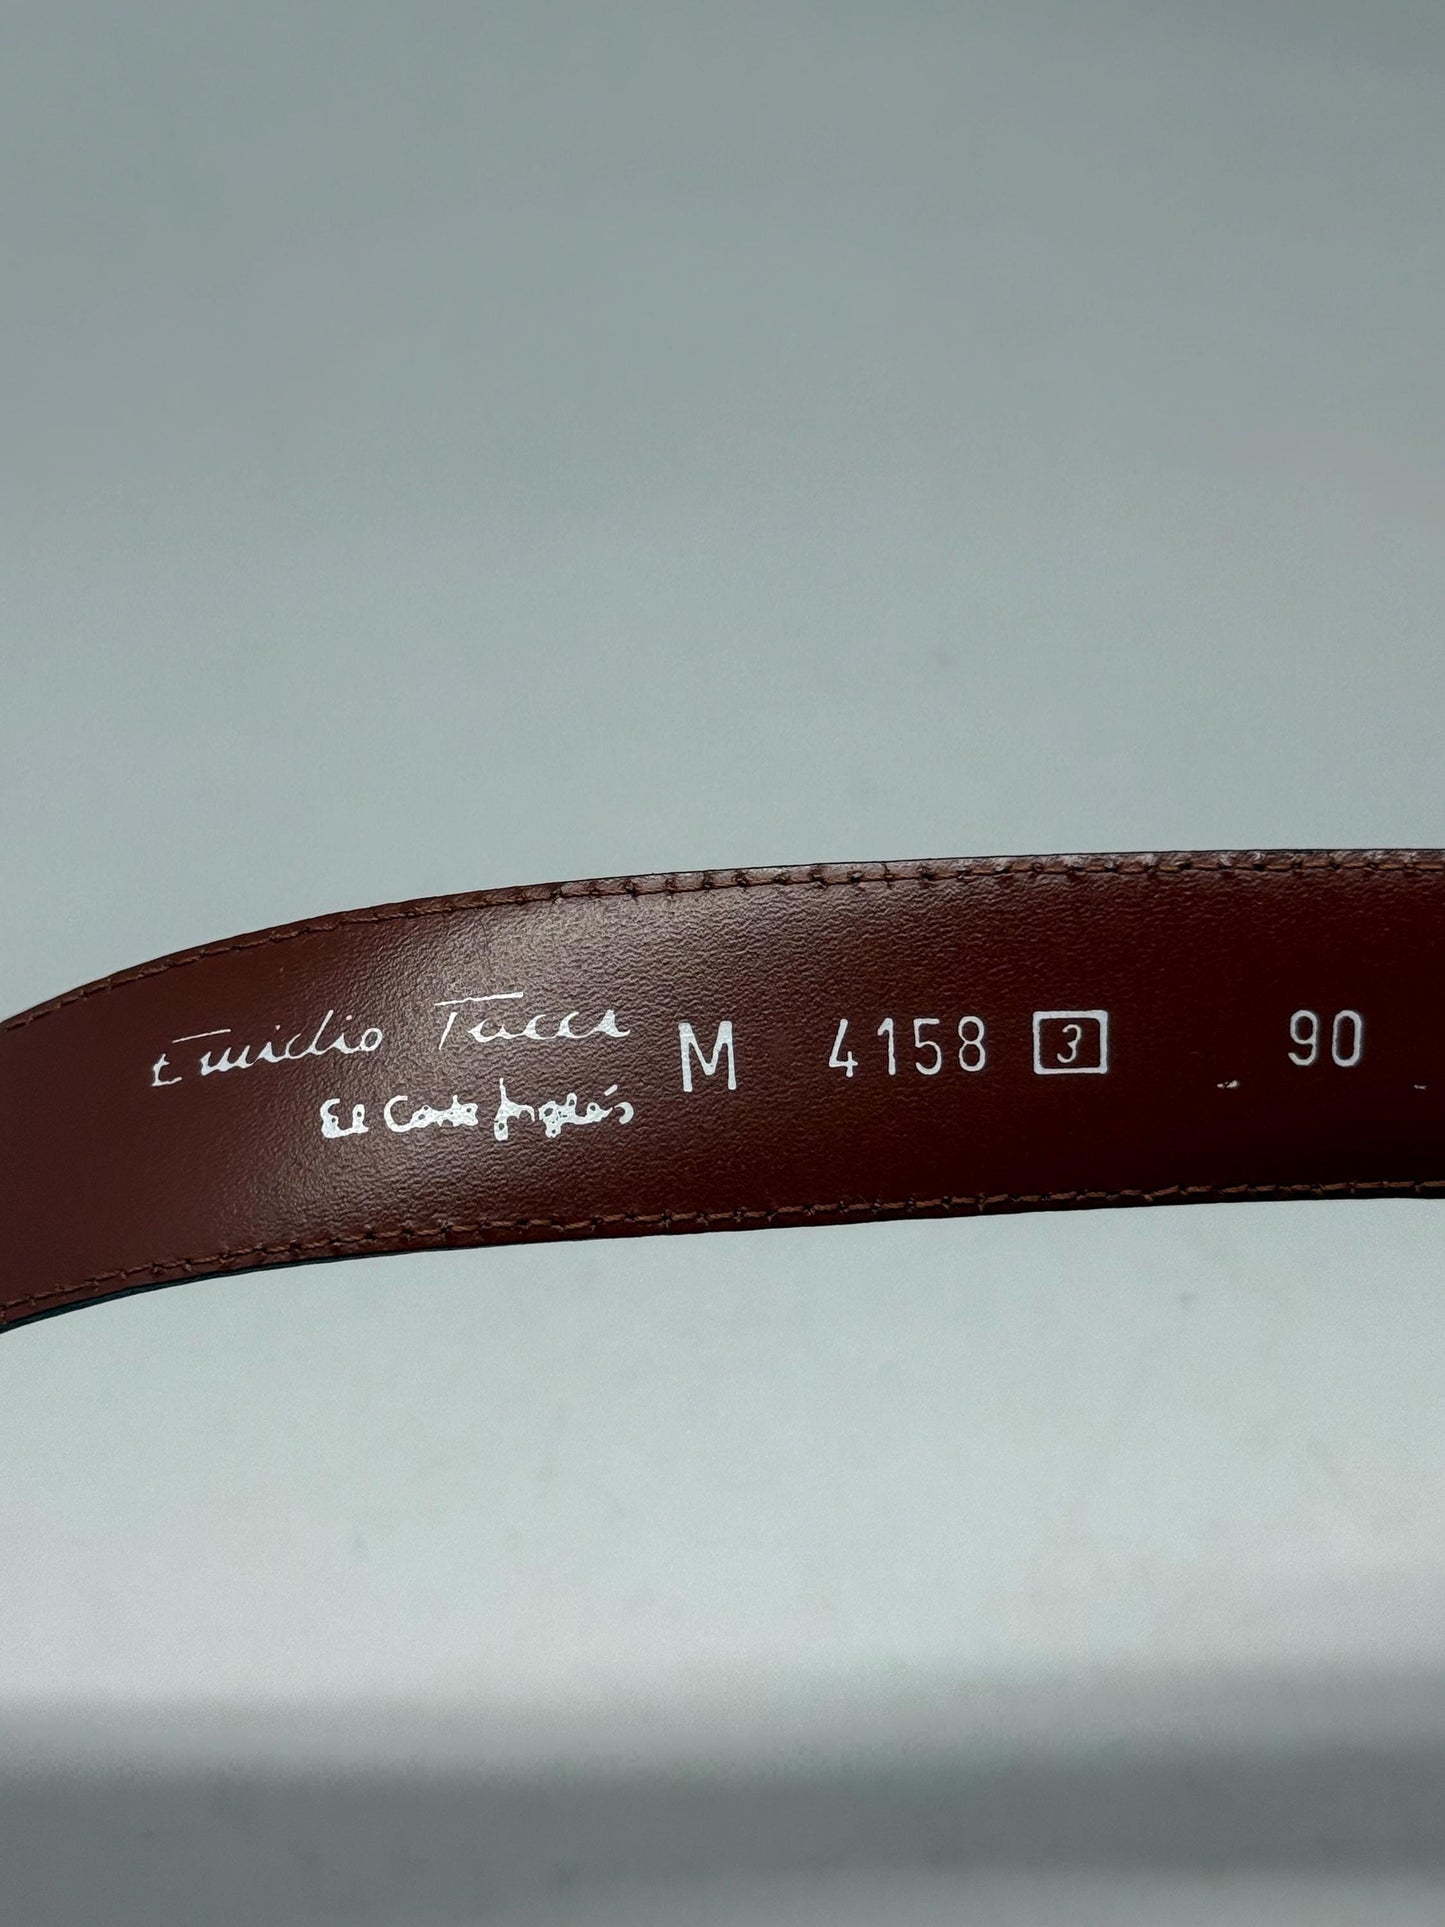 Emidio Tucci M 4158 3 90
El Corte Inglés